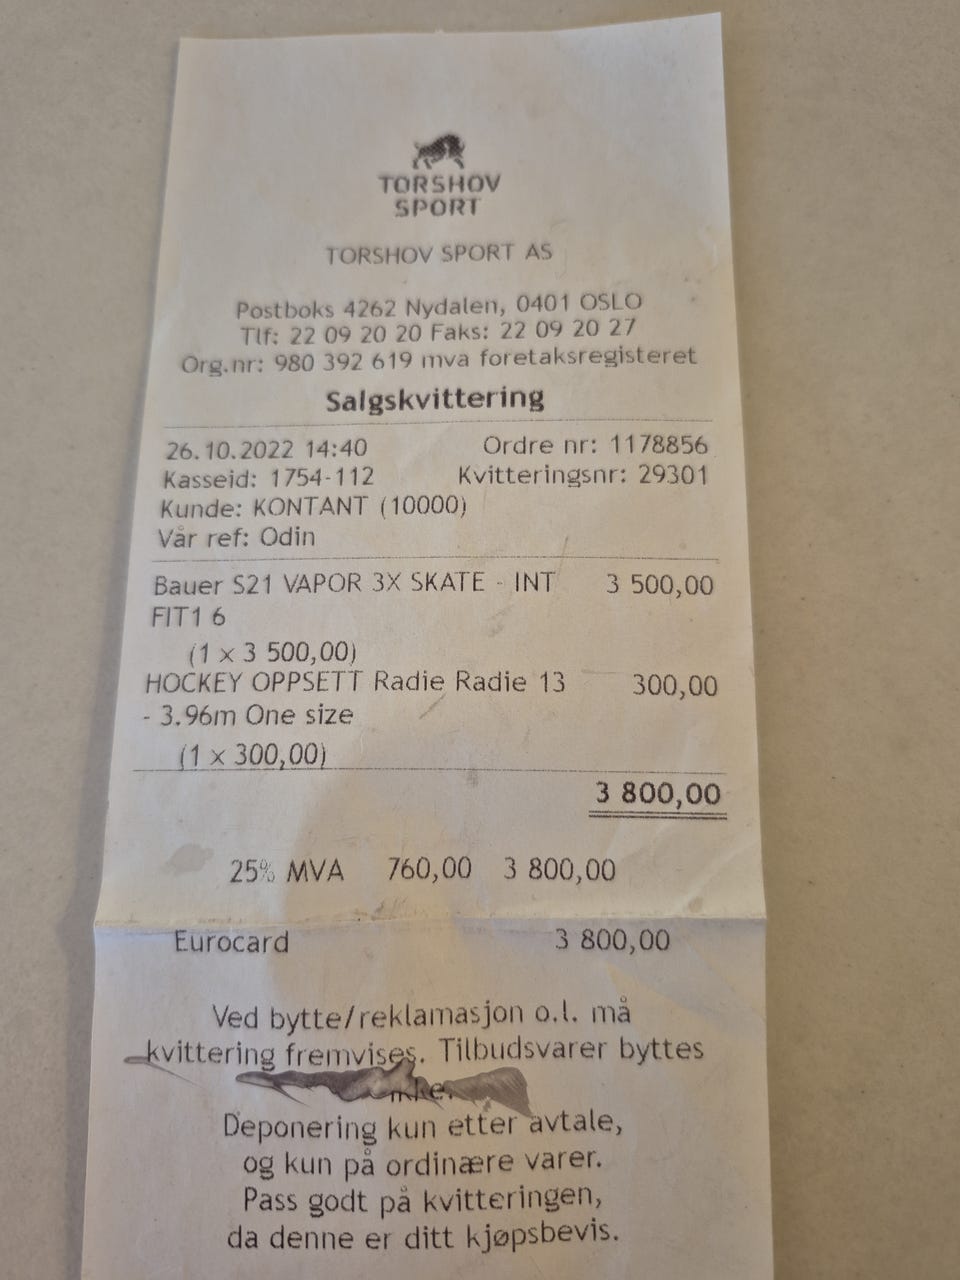 TORSHOV
SPORT
TORSHOV SPORT AS
Postboks 4262 Nydalen, 0401 OSLO
Tlf: 22 09 20 20 Faks: 22 09 20 27
Org.nr: 980 392 619 mva foretaksregisteret
Salgskvittering
26.10.2022 14:40 Ordre nr: 1178856
Kasseid: 1754-112 Kvitteringsnr: 29301
Kunde: KONTANT (10000)
Vår ref: Odin
Bauer S21 VAPOR 3X SKATE - INT 3 500,00
FIT1 6
(1 x 3 500,00)
HOCKEY OPPSETT Radie Radie 13 300,00
- 3.96m One size
(1 x 300,00)
3 800,00
25% MVA 760,00 3 800,00
Eurocard 3 800,00
Ved bytte/reklamasjon o.l. må
kvittering fremvises. Tilbudsvarer byttes
ikke.
Deponering kun etter avtale,
og kun på ordinære varer.
Pass godt på kvitteringen,
da denne er ditt kjøpsbevis.